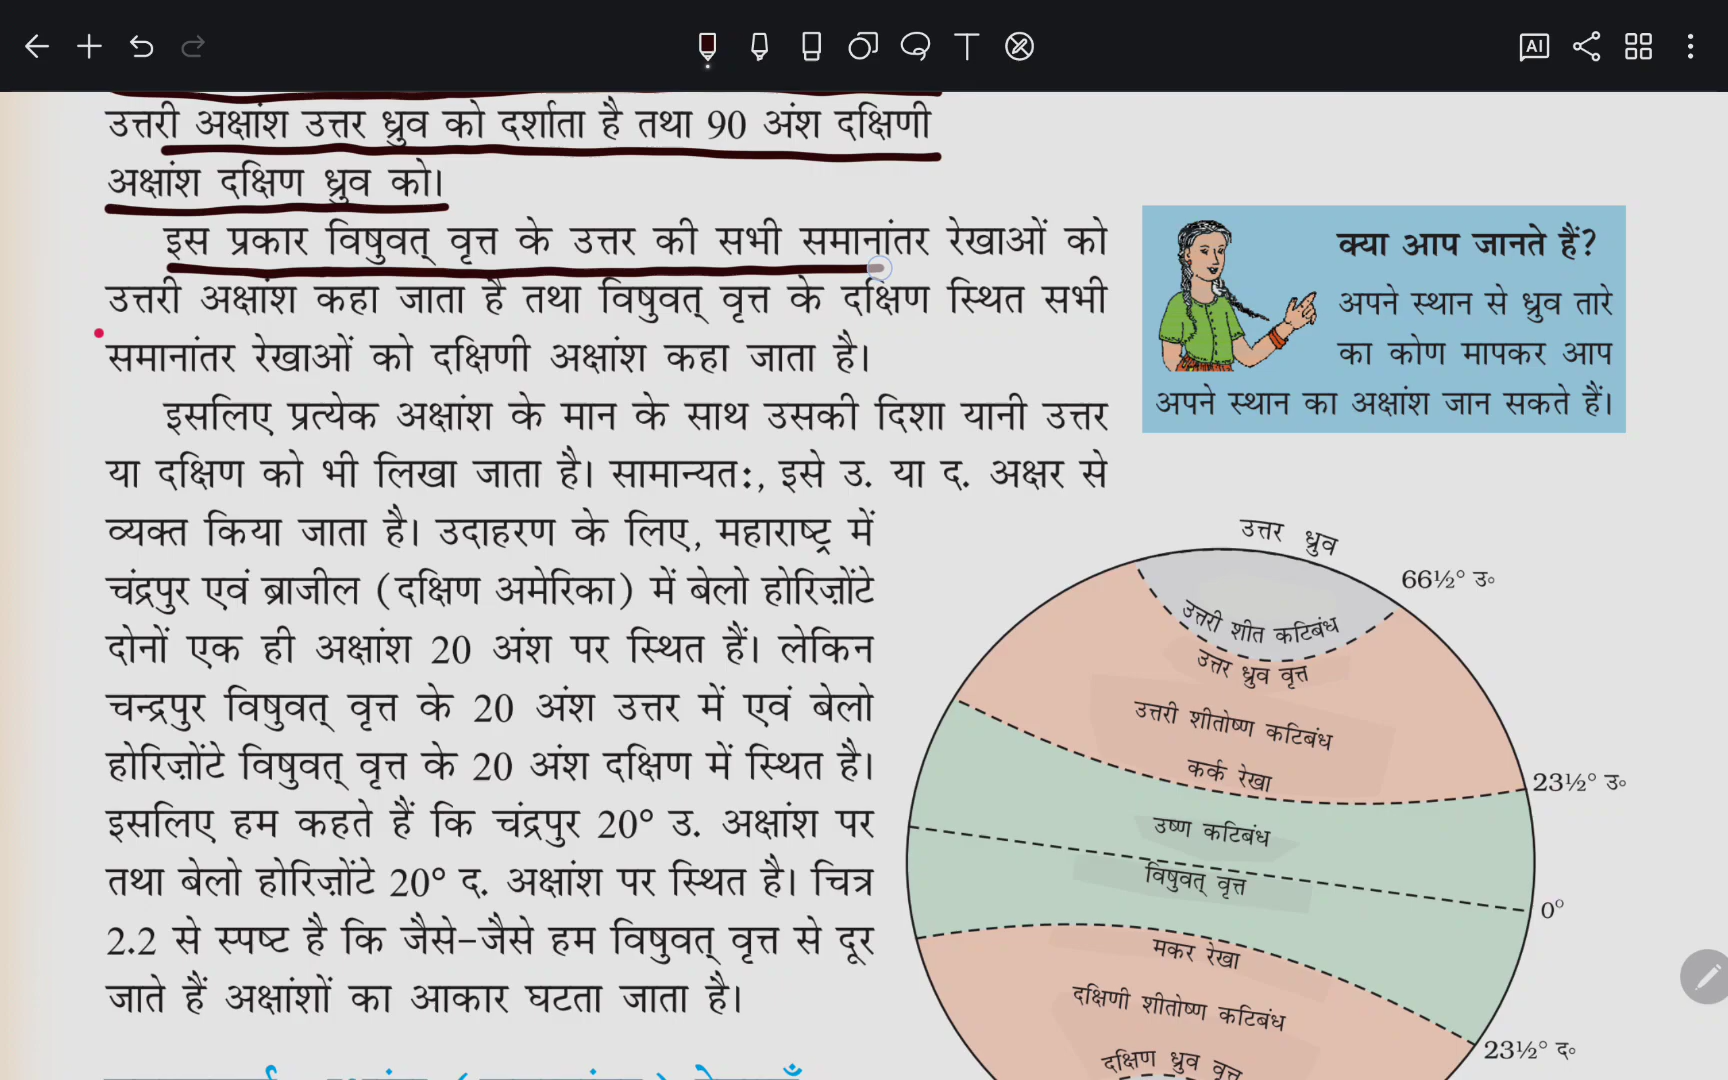 AI
उत्तरी अक्षांश उत्तर ध्रुव को दर्शाता है तथा 90 अंश दक्षिणी
अक्षांश दक्षिण ध्रुव को।
इस प्रकार विषुवत् वृत्त के उत्तर की सभी समानांतर रेखाओं को
उत्तरी अक्षांश कहा जाता है तथा विषुवत् वृत्त के दक्षिण स्थित सभी
समानांतर रेखाओं को दक्षिणी अक्षांश कहा जाता है।
इसलिए प्रत्येक अक्षांश के मान के साथ उसकी दिशा यानी उत्तर
या दक्षिण को भी लिखा जाता है। सामान्यतः, इसे उ. या द. अक्षर से
व्यक्त किया जाता है। उदाहरण के लिए, महाराष्ट्र में
चंद्रपुर एवं ब्राजील (दक्षिण अमेरिका) में बेलो होरिज़ोंटे
दोनों एक ही अक्षांश 20 अंश पर स्थित हैं। लेकिन
चन्द्रपुर विषुवत् वृत्त के 20 अंश उत्तर में एवं बेलो
होरिज़ोंटे विषुवत् वृत्त के 20 अंश दक्षिण में स्थित है।
इसलिए हम कहते हैं कि चंद्रपुर 20° उ. अक्षांश पर
तथा बेलो होरिज़ोंटे 20° द. अक्षांश पर स्थित है। चित्र
2.2 से स्पष्ट है कि जैसे-जैसे हम विषुवत् वृत्त से दूर
जाते हैं अक्षांशों का आकार घटता जाता है।
क्या आप जानते हैं?
अपने स्थान से ध्रुव तारे
का कोण मापकर आप
अपने स्थान का अक्षांश जान सकते हैं।
उत्तर ध्रुव
66½° उ॰
उत्तरी शीत कटिबंध
उत्तर ध्रुव वृत्त
उत्तरी शीतोष्ण कटिबंध
कर्क रेखा
23½° उ॰
उष्ण कटिबंध
विषुवत् वृत्त
0°
मकर रेखा
दक्षिणी शीतोष्ण कटिबंध
23½° द॰
दक्षिण ध्रुव वृत्त